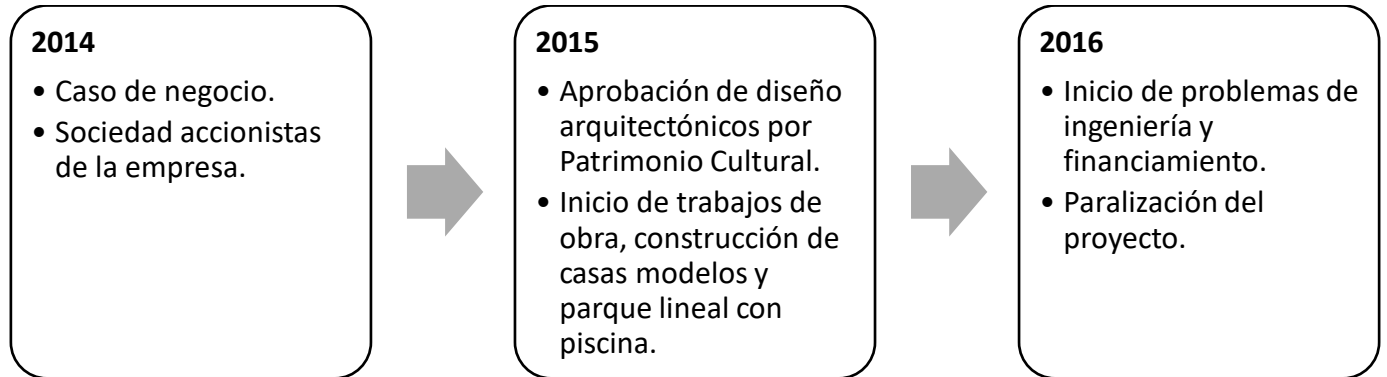 2014
• Caso de negocio.
• Sociedad accionistas
de la empresa.
2015
• Aprobación de diseño
arquitectónicos por
Patrimonio Cultural.
• Inicio de trabajos de
obra, construcción de
casas modelos y
parque lineal con
piscina.
2016
• Inicio de problemas de
ingeniería y
financiamiento.
• Paralización del
proyecto.